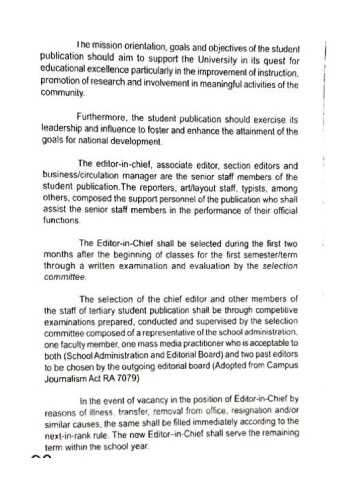 The mission orientation, goals and objectives of the student
publication should aim to support the University in its quest for
educational excellence particularly in the improvement of instruction,
promotion of research and involvement in meaningful activities of the
community.
Furthermore, the student publication should exercise its
leadership and influence to foster and enhance the attainment of the
goals for national development.
The editor-in-chief, associate editor, section editors and
business/circulation manager are the senior staff members of the
student publication.The reporters, art/layout staff, typists, among
others, composed the support personnel of the publication who shall
assist the senior staff members in the performance of their official
functions.
The Editor-in-Chief shall be selected during the first two
months after the beginning of classes for the first semester/term
through a written examination and evaluation by the selection
committee.
The selection of the chief editor and other members of
the staff of tertiary student publication shall be through competitive
examinations prepared, conducted and supervised by the selection
committee composed of a representative of the school administration,
one faculty member, one mass media practitioner who is acceptable to
both (School Administration and Editorial Board) and two past editors
to be chosen by the outgoing editorial board (Adopted from Campus
Journalism Act RA 7079)
In the event of vacancy in the position of Editor-in-Chief by
reasons of illness, transfer, removal from office, resignation and/or
similar causes, the same shall be filled immediately according to the
next-in-rank rule. The new Editor-in-Chief shall serve the remaining
term within the school year.